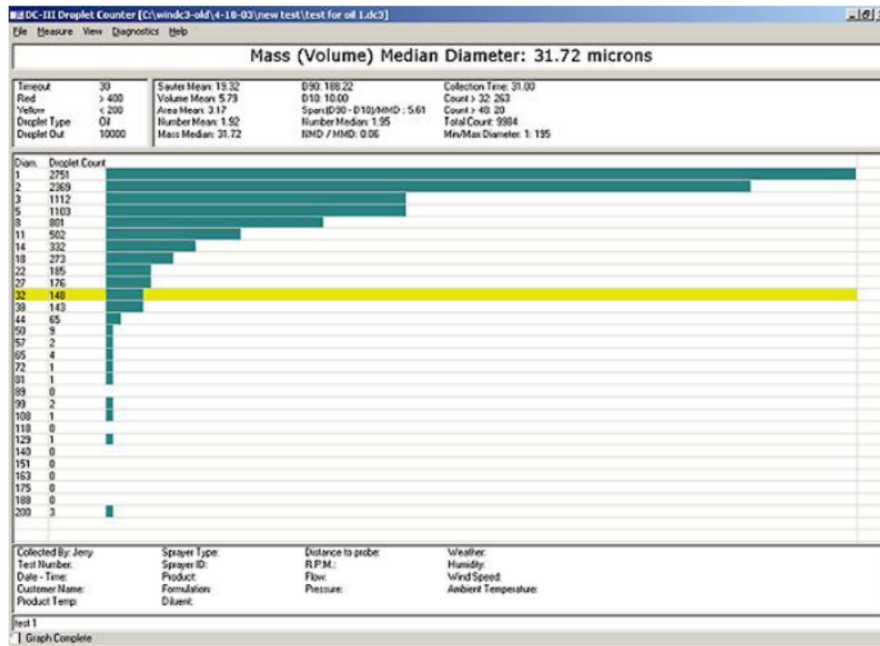 DC-III Droplet Counter [C:\windc3-old\4-18-03\new test\test for oil 1.dc3]
File Measure View Diagnostics Help
Mass (Volume) Median Diameter: 31.72 microns
Timeout 30 Sauter Mean: 19.32 D90: 188.22 Collection Time: 31.00
Red > 400 Volume Mean: 5.79 D10: 10.00 Count > 32: 263
Yellow < 200 Area Mean: 3.17 Span:(D90 - D10)/MMD : 5.61 Count > 48: 20
Droplet Type Oil Number Mean: 1.92 Number Median: 1.95 Total Count: 9984
Droplet Out 10000 Mass Median: 31.72 NMD / MMD: 0.06 Min/Max Diameter: 1: 195
Diam. Droplet Count
1 2751
2 2369
3 1112
5 1103
8 801
11 502
14 332
18 273
22 185
27 176
32 148
38 143
44 65
50 9
57 2
65 4
72 1
81 1
89 0
99 2
108 1
118 0
129 1
140 0
151 0
163 0
175 0
188 0
200 3
Collected By: Jerry Sprayer Type: Distance to probe: Weather:
Test Number: Sprayer ID: R.P.M.: Humidity:
Date - Time: Product: Flow: Wind Speed:
Customer Name: Formulation: Pressure: Ambient Temperature:
Product Temp: Diluent:
test 1
Graph Complete